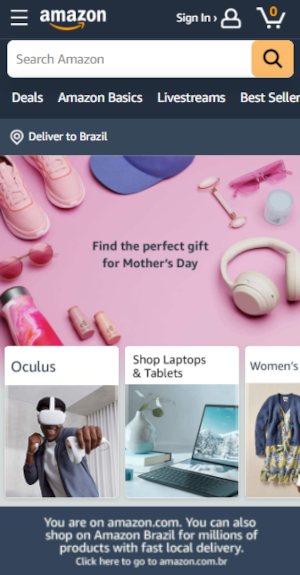 amazon
Sign In ›
0
Search Amazon
Deals Amazon Basics Livestreams Best Seller
Deliver to Brazil
Find the perfect gift
for Mother's Day
Oculus
Shop Laptops
& Tablets
Women's
You are on amazon.com. You can also
shop on Amazon Brazil for millions of
products with fast local delivery.
Click here to go to amazon.com.br